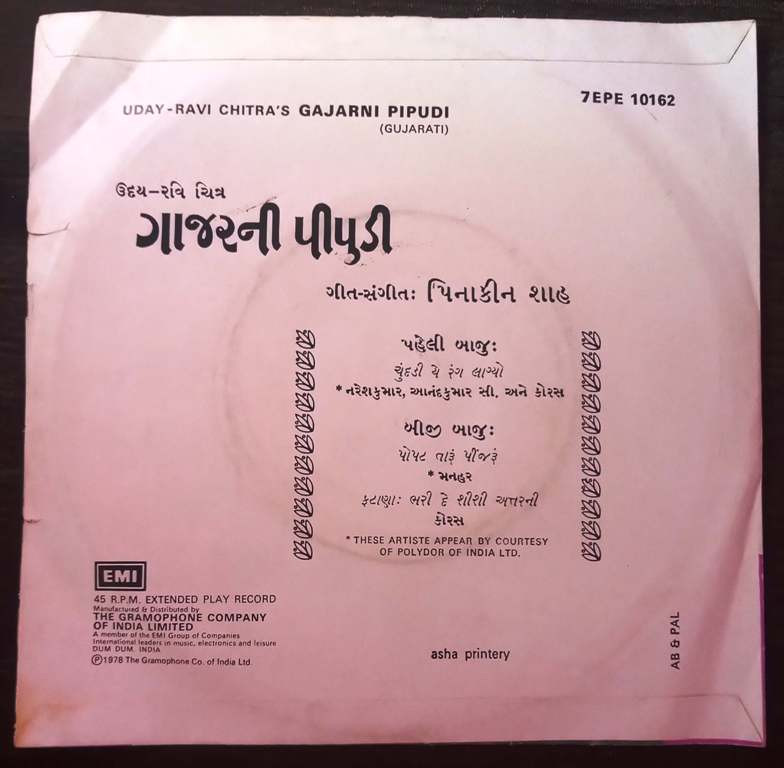 UDAY-RAVI CHITRA'S GAJARNI PIPUDI
(GUJARATI)
7EPE 10162
ઉદય-રવિ ચિત્ર
ગાજરની પીપુડી
ગીત-સંગીત: પિનાકીન શાહ
પહેલી બાજુ:
ચુંદડી યે રંગ લાગ્યો
* નરેશકુમાર, આનંદકુમાર સી. અને કોરસ
બીજી બાજુ:
પોપટ તારૂં પીંજરૂં
* મનહર
ફટાણા: ભરી દે શીશી અત્તરની
કોરસ
* THESE ARTISTE APPEAR BY COURTESY
OF POLYDOR OF INDIA LTD.
EMI
45 R.P.M. EXTENDED PLAY RECORD
Manufactured & Distributed by
THE GRAMOPHONE COMPANY
OF INDIA LIMITED
A member of the EMI Group of Companies
International leaders in music, electronics and leisure
DUM DUM. INDIA
Ⓟ1978 The Gramophone Co. of India Ltd.
asha printery
AB & PAL